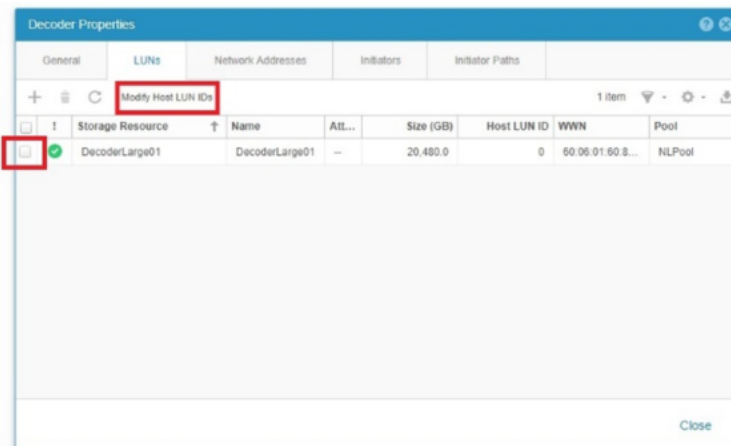 Decoder Properties
General LUNs Network Addresses Initiators Initiator Paths
Modify Host LUN IDs 1 item
! Storage Resource ↑ Name Att... Size (GB) Host LUN ID WWN Pool
DecoderLarge01 DecoderLarge01 -- 20,480.0 0 60:06:01:60:8... NLPool
Close